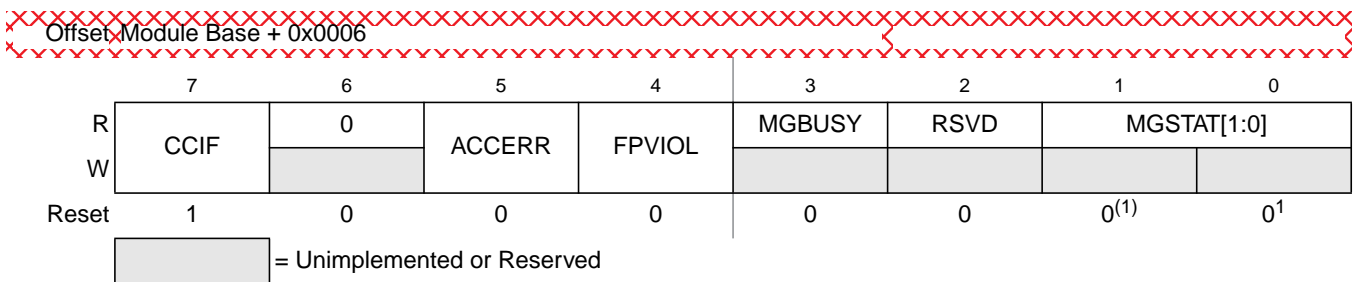 Offset Module Base + 0x0006
7 6 5 4 3 2 1 0
R CCIF 0 ACCERR FPVIOL MGBUSY RSVD MGSTAT[1:0]
W
Reset 1 0 0 0 0 0 0(1) 01
= Unimplemented or Reserved